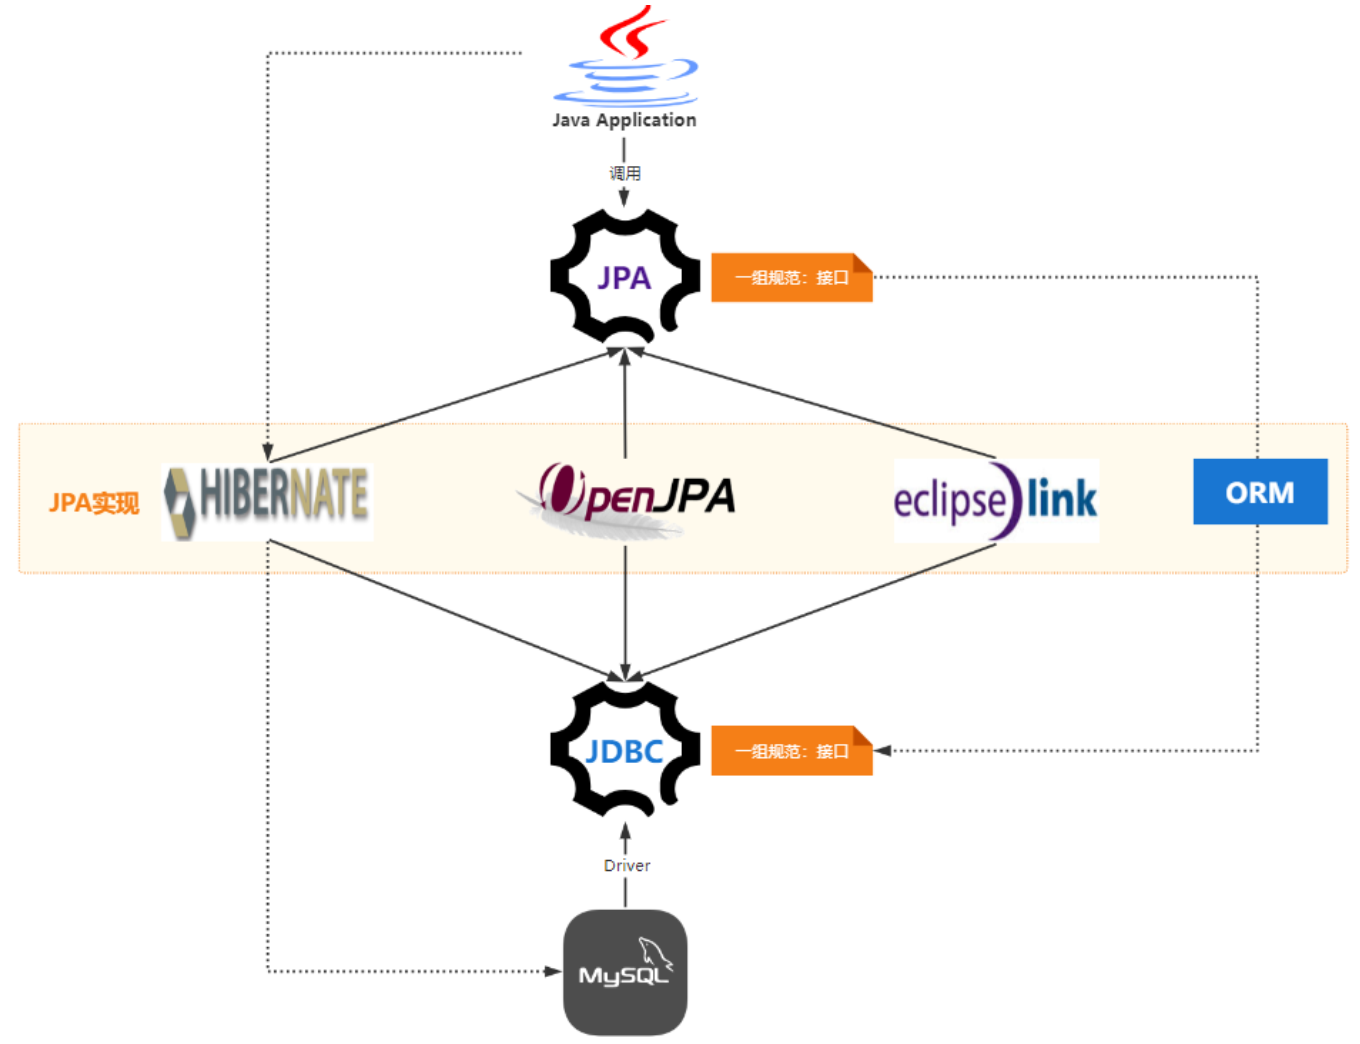 Java Application
调用
JPA
一组规范：接口
JPA实现
HIBERNATE
OpenJPA
eclipse link
ORM
JDBC
一组规范：接口
Driver
MySQL